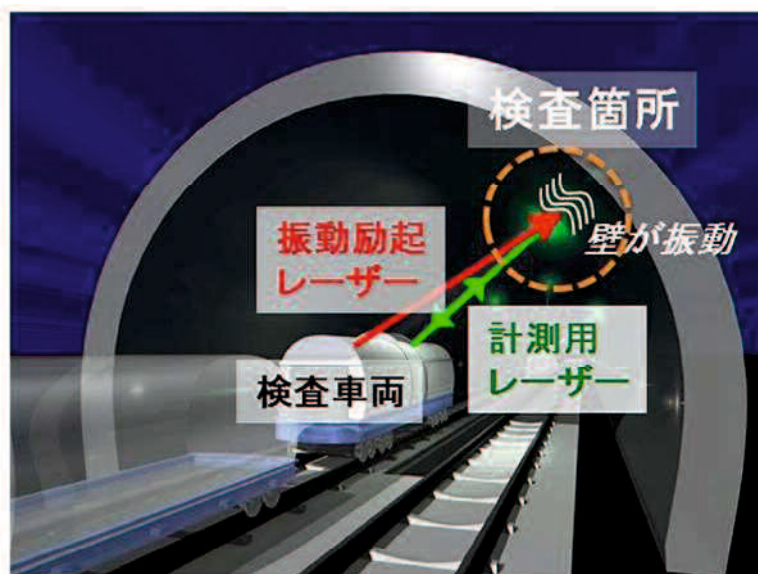 検査箇所
振動励起
レーザー
壁が振動
計測用
レーザー
検査車両